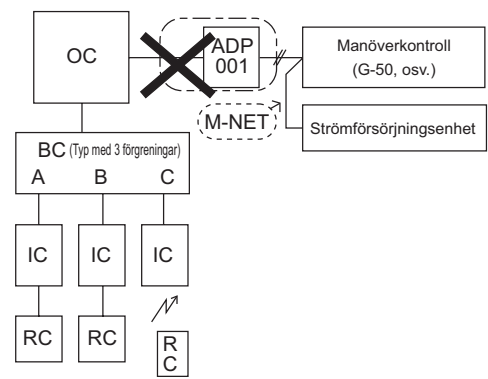 OC
ADP
001
Manöverkontroll
(G-50, osv.)
M-NET
Strömförsörjningsenhet
BC (Typ med 3 förgreningar)
A B C
IC IC IC
RC RC R
C